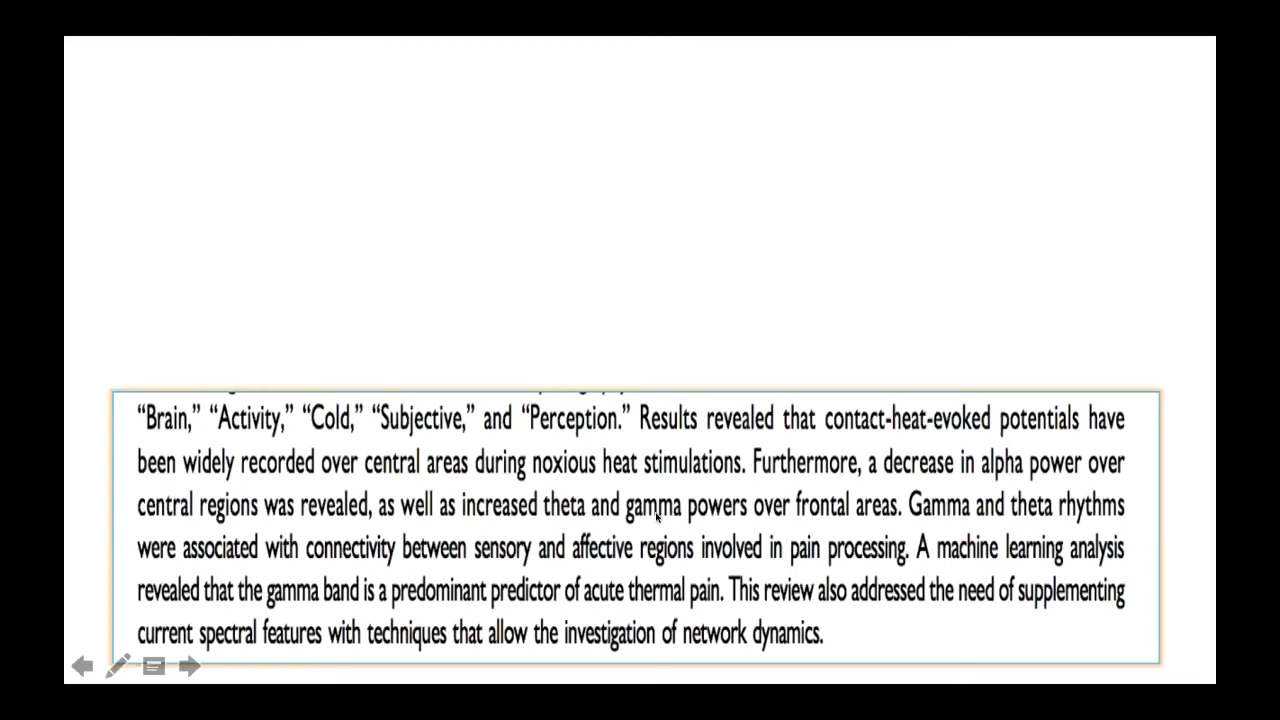 “Brain,” “Activity,” “Cold,” “Subjective,” and “Perception.” Results revealed that contact-heat-evoked potentials have
been widely recorded over central areas during noxious heat stimulations. Furthermore, a decrease in alpha power over
central regions was revealed, as well as increased theta and gamma powers over frontal areas. Gamma and theta rhythms
were associated with connectivity between sensory and affective regions involved in pain processing. A machine learning analysis
revealed that the gamma band is a predominant predictor of acute thermal pain. This review also addressed the need of supplementing
current spectral features with techniques that allow the investigation of network dynamics.